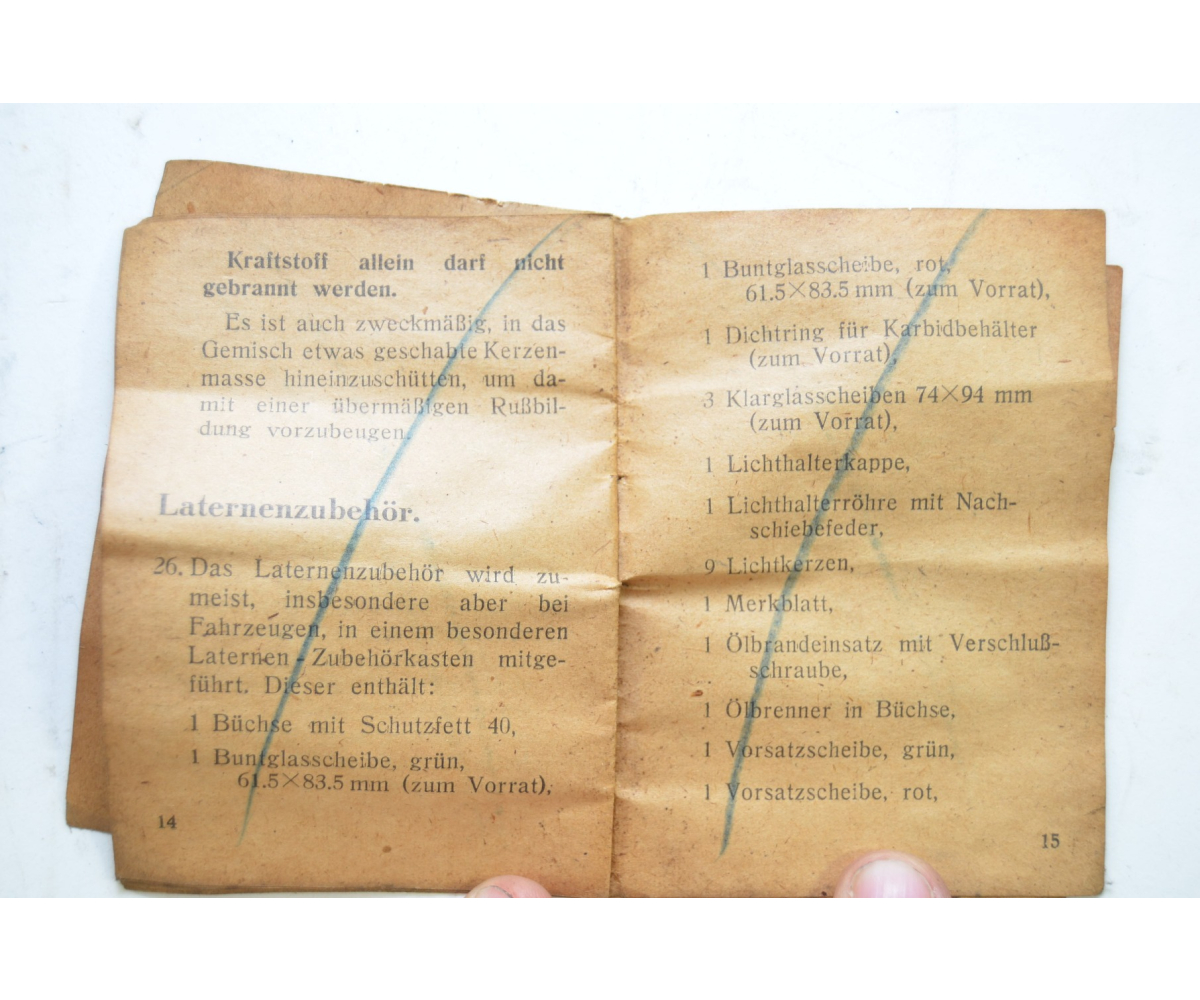 Kraftstoff allein darf nicht
gebrannt werden.
Es ist auch zweckmäßig, in das
Gemisch etwas geschabte Kerzen-
masse hineinzuschütten, um da-
mit einer übermäßigen Rußbil-
dung vorzubeugen.
Laternenzubehör.
26. Das Laternenzubehör wird zu-
meist, insbesondere aber bei
Fahrzeugen, in einem besonderen
Laternen-Zubehörkasten mitge-
führt. Dieser enthält:
1 Büchse mit Schutzfett 40,
1 Buntglasscheibe, grün,
61.5×83.5 mm (zum Vorrat),
14
1 Buntglasscheibe, rot,
61.5×83.5 mm (zum Vorrat),
1 Dichtring für Karbidbehälter
(zum Vorrat),
3 Klarglasscheiben 74×94 mm
(zum Vorrat),
1 Lichthalterkappe,
1 Lichthalterröhre mit Nach-
schiebefeder,
9 Lichtkerzen,
1 Merkblatt,
1 Ölbrandeinsatz mit Verschluß-
schraube,
1 Ölbrenner in Büchse,
1 Vorsatzscheibe, grün,
1 Vorsatzscheibe, rot,
15